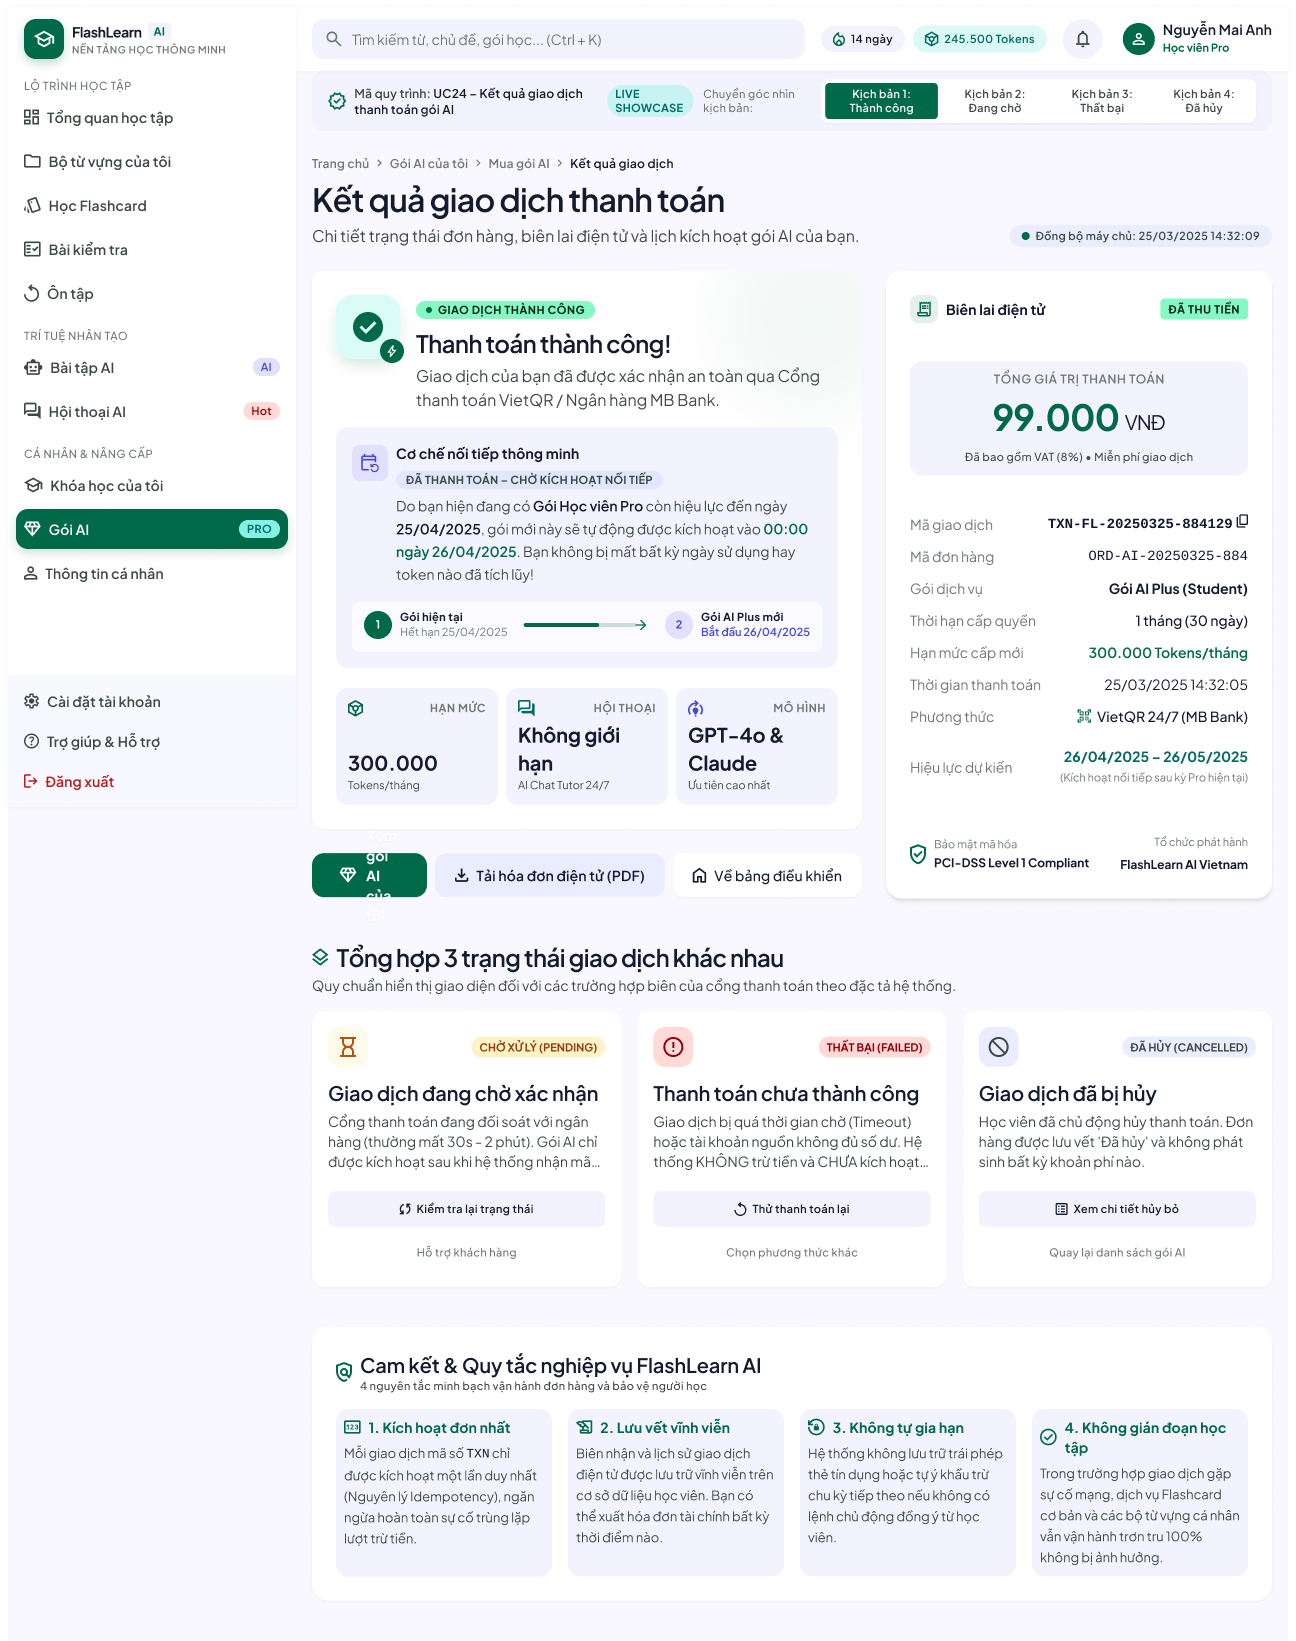 FlashLearn AI
NỀN TẢNG HỌC THÔNG MINH
LỘ TRÌNH HỌC TẬP
Tổng quan học tập
Bộ từ vựng của tôi
Học Flashcard
Bài kiểm tra
Ôn tập
TRÍ TUỆ NHÂN TẠO
Bài tập AI AI
Hội thoại AI Hot
CÁ NHÂN & NÂNG CẤP
Khóa học của tôi
Gói AI PRO
Thông tin cá nhân
Cài đặt tài khoản
Trợ giúp & Hỗ trợ
Đăng xuất
Tìm kiếm từ, chủ đề, gói học... (Ctrl + K)
14 ngày
245.500 Tokens
Nguyễn Mai Anh
Học viên Pro
Mã quy trình: UC24 – Kết quả giao dịch
thanh toán gói AI
LIVE
SHOWCASE
Chuyển góc nhìn
kịch bản:
Kịch bản 1:
Thành công
Kịch bản 2:
Đang chờ
Kịch bản 3:
Thất bại
Kịch bản 4:
Đã hủy
Trang chủ > Gói AI của tôi > Mua gói AI > Kết quả giao dịch
Kết quả giao dịch thanh toán
Chi tiết trạng thái đơn hàng, biên lai điện tử và lịch kích hoạt gói AI của bạn.
Đồng bộ máy chủ: 25/03/2025 14:32:09
GIAO DỊCH THÀNH CÔNG
Thanh toán thành công!
Giao dịch của bạn đã được xác nhận an toàn qua Cổng
thanh toán VietQR / Ngân hàng MB Bank.
Cơ chế nối tiếp thông minh
ĐÃ THANH TOÁN – CHỜ KÍCH HOẠT NỐI TIẾP
Do bạn hiện đang có Gói Học viên Pro còn hiệu lực đến ngày
25/04/2025, gói mới này sẽ tự động được kích hoạt vào 00:00
ngày 26/04/2025. Bạn không bị mất bất kỳ ngày sử dụng hay
token nào đã tích lũy!
1
Gói hiện tại
Hết hạn 25/04/2025
2
Gói AI Plus mới
Bắt đầu 26/04/2025
HẠN MỨC
300.000
Tokens/tháng
HỘI THOẠI
Không giới
hạn
AI Chat Tutor 24/7
MÔ HÌNH
GPT-4o &
Claude
Ưu tiên cao nhất
Xem
gói
AI
của
tôi
Tải hóa đơn điện tử (PDF)
Về bảng điều khiển
Biên lai điện tử
ĐÃ THU TIỀN
TỔNG GIÁ TRỊ THANH TOÁN
99.000 VNĐ
Đã bao gồm VAT (8%) • Miễn phí giao dịch
Mã giao dịch TXN-FL-20250325-884129
Mã đơn hàng ORD-AI-20250325-884
Gói dịch vụ Gói AI Plus (Student)
Thời hạn cấp quyền 1 tháng (30 ngày)
Hạn mức cấp mới 300.000 Tokens/tháng
Thời gian thanh toán 25/03/2025 14:32:05
Phương thức VietQR 24/7 (MB Bank)
Hiệu lực dự kiến 26/04/2025 – 26/05/2025
(Kích hoạt nối tiếp sau kỳ Pro hiện tại)
Bảo mật mã hóa
PCI-DSS Level 1 Compliant
Tổ chức phát hành
FlashLearn AI Vietnam
Tổng hợp 3 trạng thái giao dịch khác nhau
Quy chuẩn hiển thị giao diện đối với các trường hợp biên của cổng thanh toán theo đặc tả hệ thống.
CHỜ XỬ LÝ (PENDING)
Giao dịch đang chờ xác nhận
Cổng thanh toán đang đối soát với ngân
hàng (thường mất 30s - 2 phút). Gói AI chỉ
được kích hoạt sau khi hệ thống nhận mã...
Kiểm tra lại trạng thái
Hỗ trợ khách hàng
THẤT BẠI (FAILED)
Thanh toán chưa thành công
Giao dịch bị quá thời gian chờ (Timeout)
hoặc tài khoản nguồn không đủ số dư. Hệ
thống KHÔNG trừ tiền và CHƯA kích hoạt...
Thử thanh toán lại
Chọn phương thức khác
ĐÃ HỦY (CANCELLED)
Giao dịch đã bị hủy
Học viên đã chủ động hủy thanh toán. Đơn
hàng được lưu vết 'Đã hủy' và không phát
sinh bất kỳ khoản phí nào.
Xem chi tiết hủy bỏ
Quay lại danh sách gói AI
Cam kết & Quy tắc nghiệp vụ FlashLearn AI
4 nguyên tắc minh bạch vận hành đơn hàng và bảo vệ người học
1. Kích hoạt đơn nhất
Mỗi giao dịch mã số TXN chỉ
được kích hoạt một lần duy nhất
(Nguyên lý Idempotency), ngăn
ngừa hoàn toàn sự cố trùng lặp
lượt trừ tiền.
2. Lưu vết vĩnh viễn
Biên nhận và lịch sử giao dịch
điện tử được lưu trữ vĩnh viễn trên
cơ sở dữ liệu học viên. Bạn có
thể xuất hóa đơn tài chính bất kỳ
thời điểm nào.
3. Không tự gia hạn
Hệ thống không lưu trữ trái phép
thẻ tín dụng hoặc tự ý khấu trừ
chu kỳ tiếp theo nếu không có
lệnh chủ động đồng ý từ học
viên.
4. Không gián đoạn học
tập
Trong trường hợp giao dịch gặp
sự cố mạng, dịch vụ Flashcard
cơ bản và các bộ từ vựng cá nhân
vẫn vận hành trơn tru 100%
không bị ảnh hưởng.